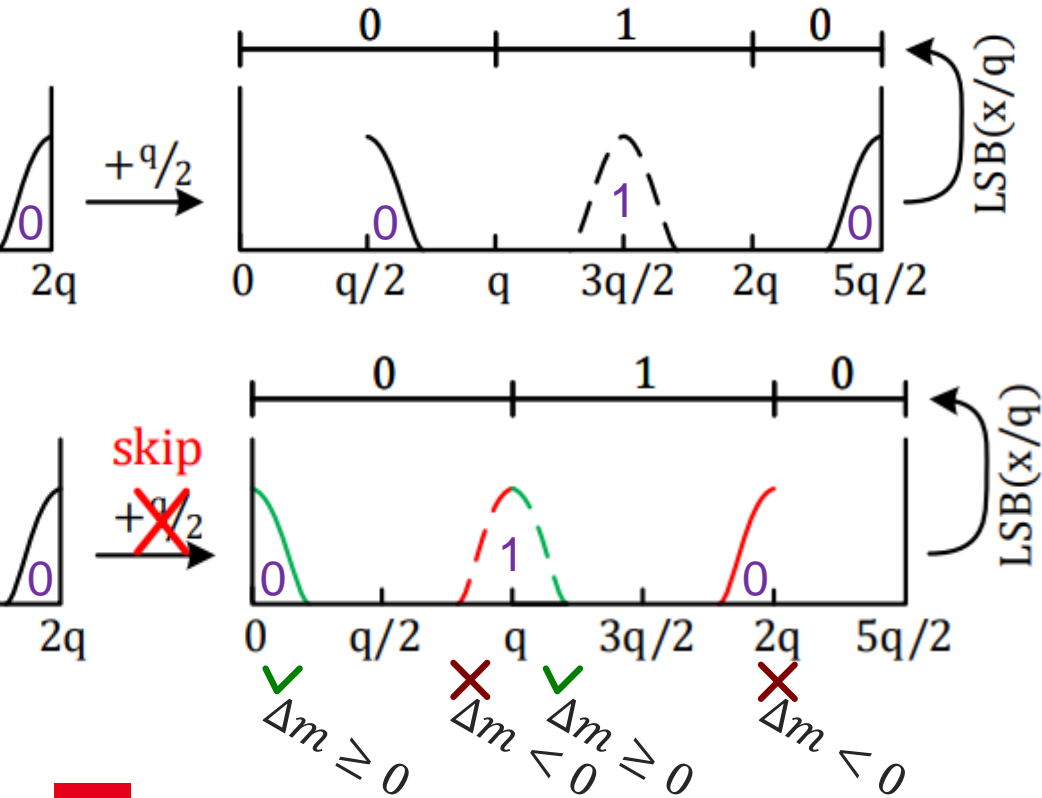 0 1 0
+q/2
LSB(x/q)
0 0 1 0
2q 0 q/2 q 3q/2 2q 5q/2
0 1 0
skip
+q/2
LSB(x/q)
0 0 1 0
2q 0 q/2 q 3q/2 2q 5q/2
Δm ≥ 0 Δm < 0 Δm ≥ 0 Δm < 0